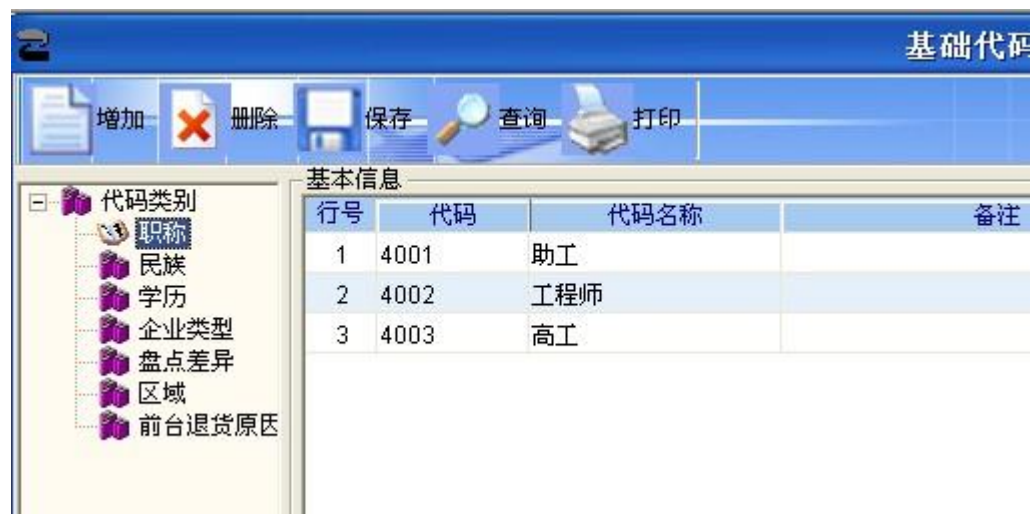 基础代码
增加 删除 保存 查询 打印
代码类别
职称
民族
学历
企业类型
盘点差异
区域
前台退货原因
基本信息
行号 代码 代码名称 备注
1 4001 助工
2 4002 工程师
3 4003 高工